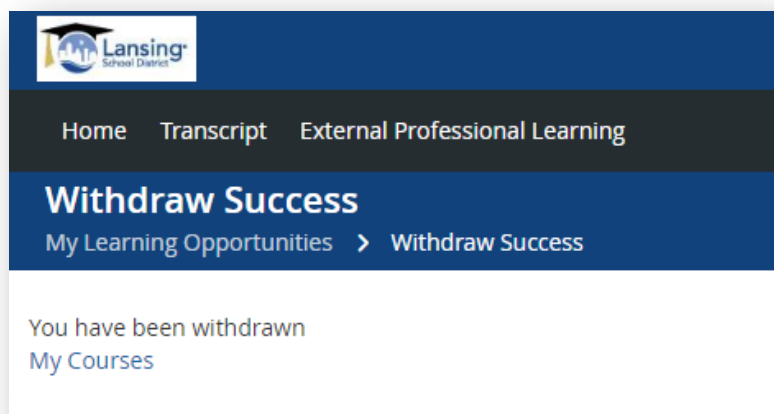 Lansing
School District
Home Transcript External Professional Learning
Withdraw Success
My Learning Opportunities > Withdraw Success
You have been withdrawn
My Courses